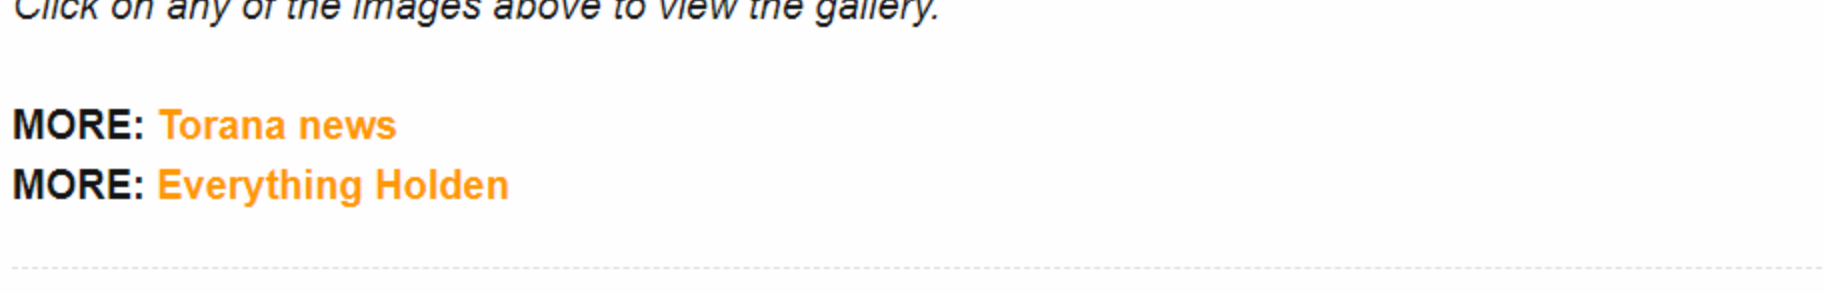 Click on any of the images above to view the gallery.
MORE: Torana news
MORE: Everything Holden